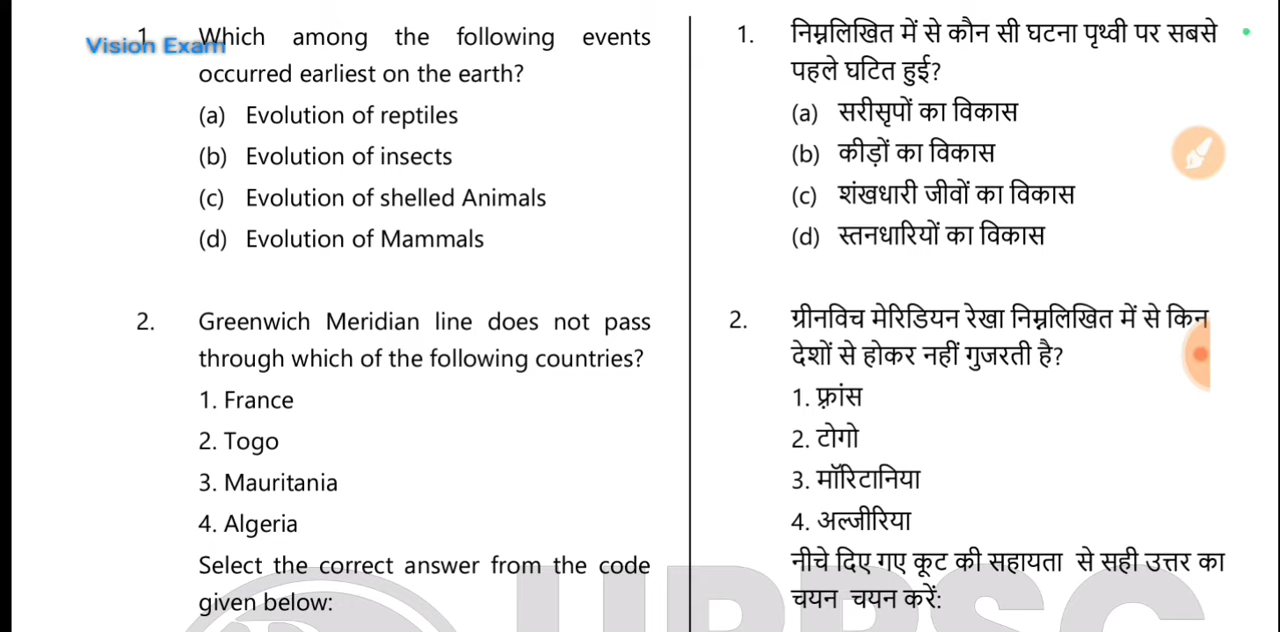 Vision Exam
1. Which among the following events
occurred earliest on the earth?
(a) Evolution of reptiles
(b) Evolution of insects
(c) Evolution of shelled Animals
(d) Evolution of Mammals
2. Greenwich Meridian line does not pass
through which of the following countries?
1. France
2. Togo
3. Mauritania
4. Algeria
Select the correct answer from the code
given below:
1. निम्नलिखित में से कौन सी घटना पृथ्वी पर सबसे
पहले घटित हुई?
(a) सरीसृपों का विकास
(b) कीड़ों का विकास
(c) शंखधारी जीवों का विकास
(d) स्तनधारियों का विकास
2. ग्रीनविच मेरिडियन रेखा निम्नलिखित में से किन
देशों से होकर नहीं गुजरती है?
1. फ़्रांस
2. टोगो
3. मॉरिटानिया
4. अल्जीरिया
नीचे दिए गए कूट की सहायता से सही उत्तर का
चयन चयन करें:
UPPSC